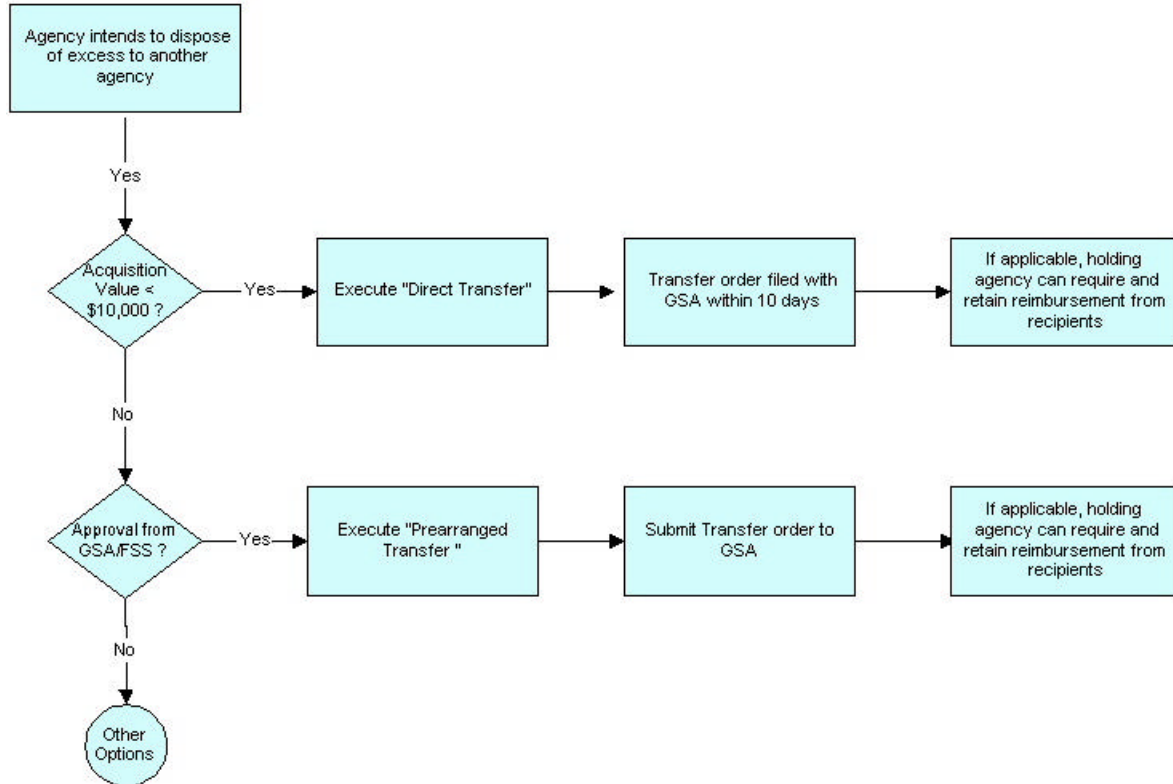 Agency intends to dispose
of excess to another
agency
Yes
Acquisition
Value <
$10,000 ?
Yes
Execute "Direct Transfer"
Transfer order filed with
GSA within 10 days
If applicable, holding
agency can require and
retain reimbursement from
recipients
No
Approval from
GSA/FSS ?
Yes
Execute "Prearranged
Transfer "
Submit Transfer order to
GSA
If applicable, holding
agency can require and
retain reimbursement from
recipients
No
Other
Options